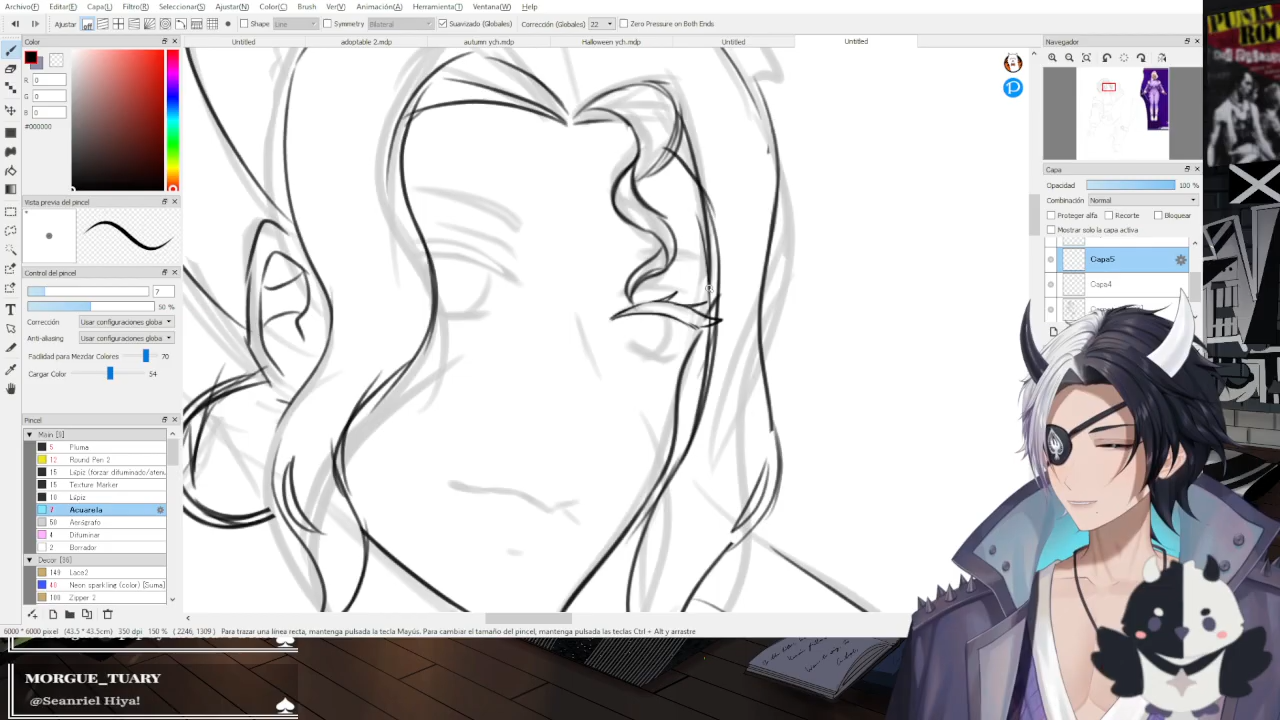 Archivo(F) Editar(E) Capa(L) Filtro(R) Seleccionar(S) Ajustar(N) Color(C) Brush Ver(V) Animación(A) Herramienta(T) Ventana(W) Help
Ajustar off Shape Line Symmetry Bilateral Suavizado (Globales) Corrección (Globales) 22 Zero Pressure on Both Ends
Color
Untitled adoptable 2.mdp autumn ych.mdp Halloween ych.mdp Untitled Untitled
Navegador
R 0
G 0
B 0
#000000
Capa
Opacidad 100 %
Combinación Normal
Proteger alfa Recorte Bloquear
Mostrar solo la capa activa
Capa5
Capa4
Vista previa del pincel
Control del pincel
7
50 %
Corrección Usar configuraciones globa
Anti-aliasing Usar configuraciones globa
Facilidad para Mezclar Colores 70
Cargar Color 54
Pincel
Main [9]
5 Pluma
12 Round Pen 2
15 Lápiz (forzar difuminado/atenu
15 Texture Marker
10 Lápiz
7 Acuarela
50 Aerógrafo
4 Difuminar
2 Borrador
Decor [36]
149 Lace2
40 Neon sparkling (color) [Suma]
100 Zipper 2
6000 * 6000 pixel (43.5 * 43.5cm) 350 dpi 150 % ( 2246, 1309 ) Para trazar una línea recta, mantenga pulsada la tecla Mayús. Para cambiar el tamaño del pincel, mantenga pulsadas las teclas Ctrl + Alt y arrastre
MORGUE_TUARY
@Seanriel Hiya!